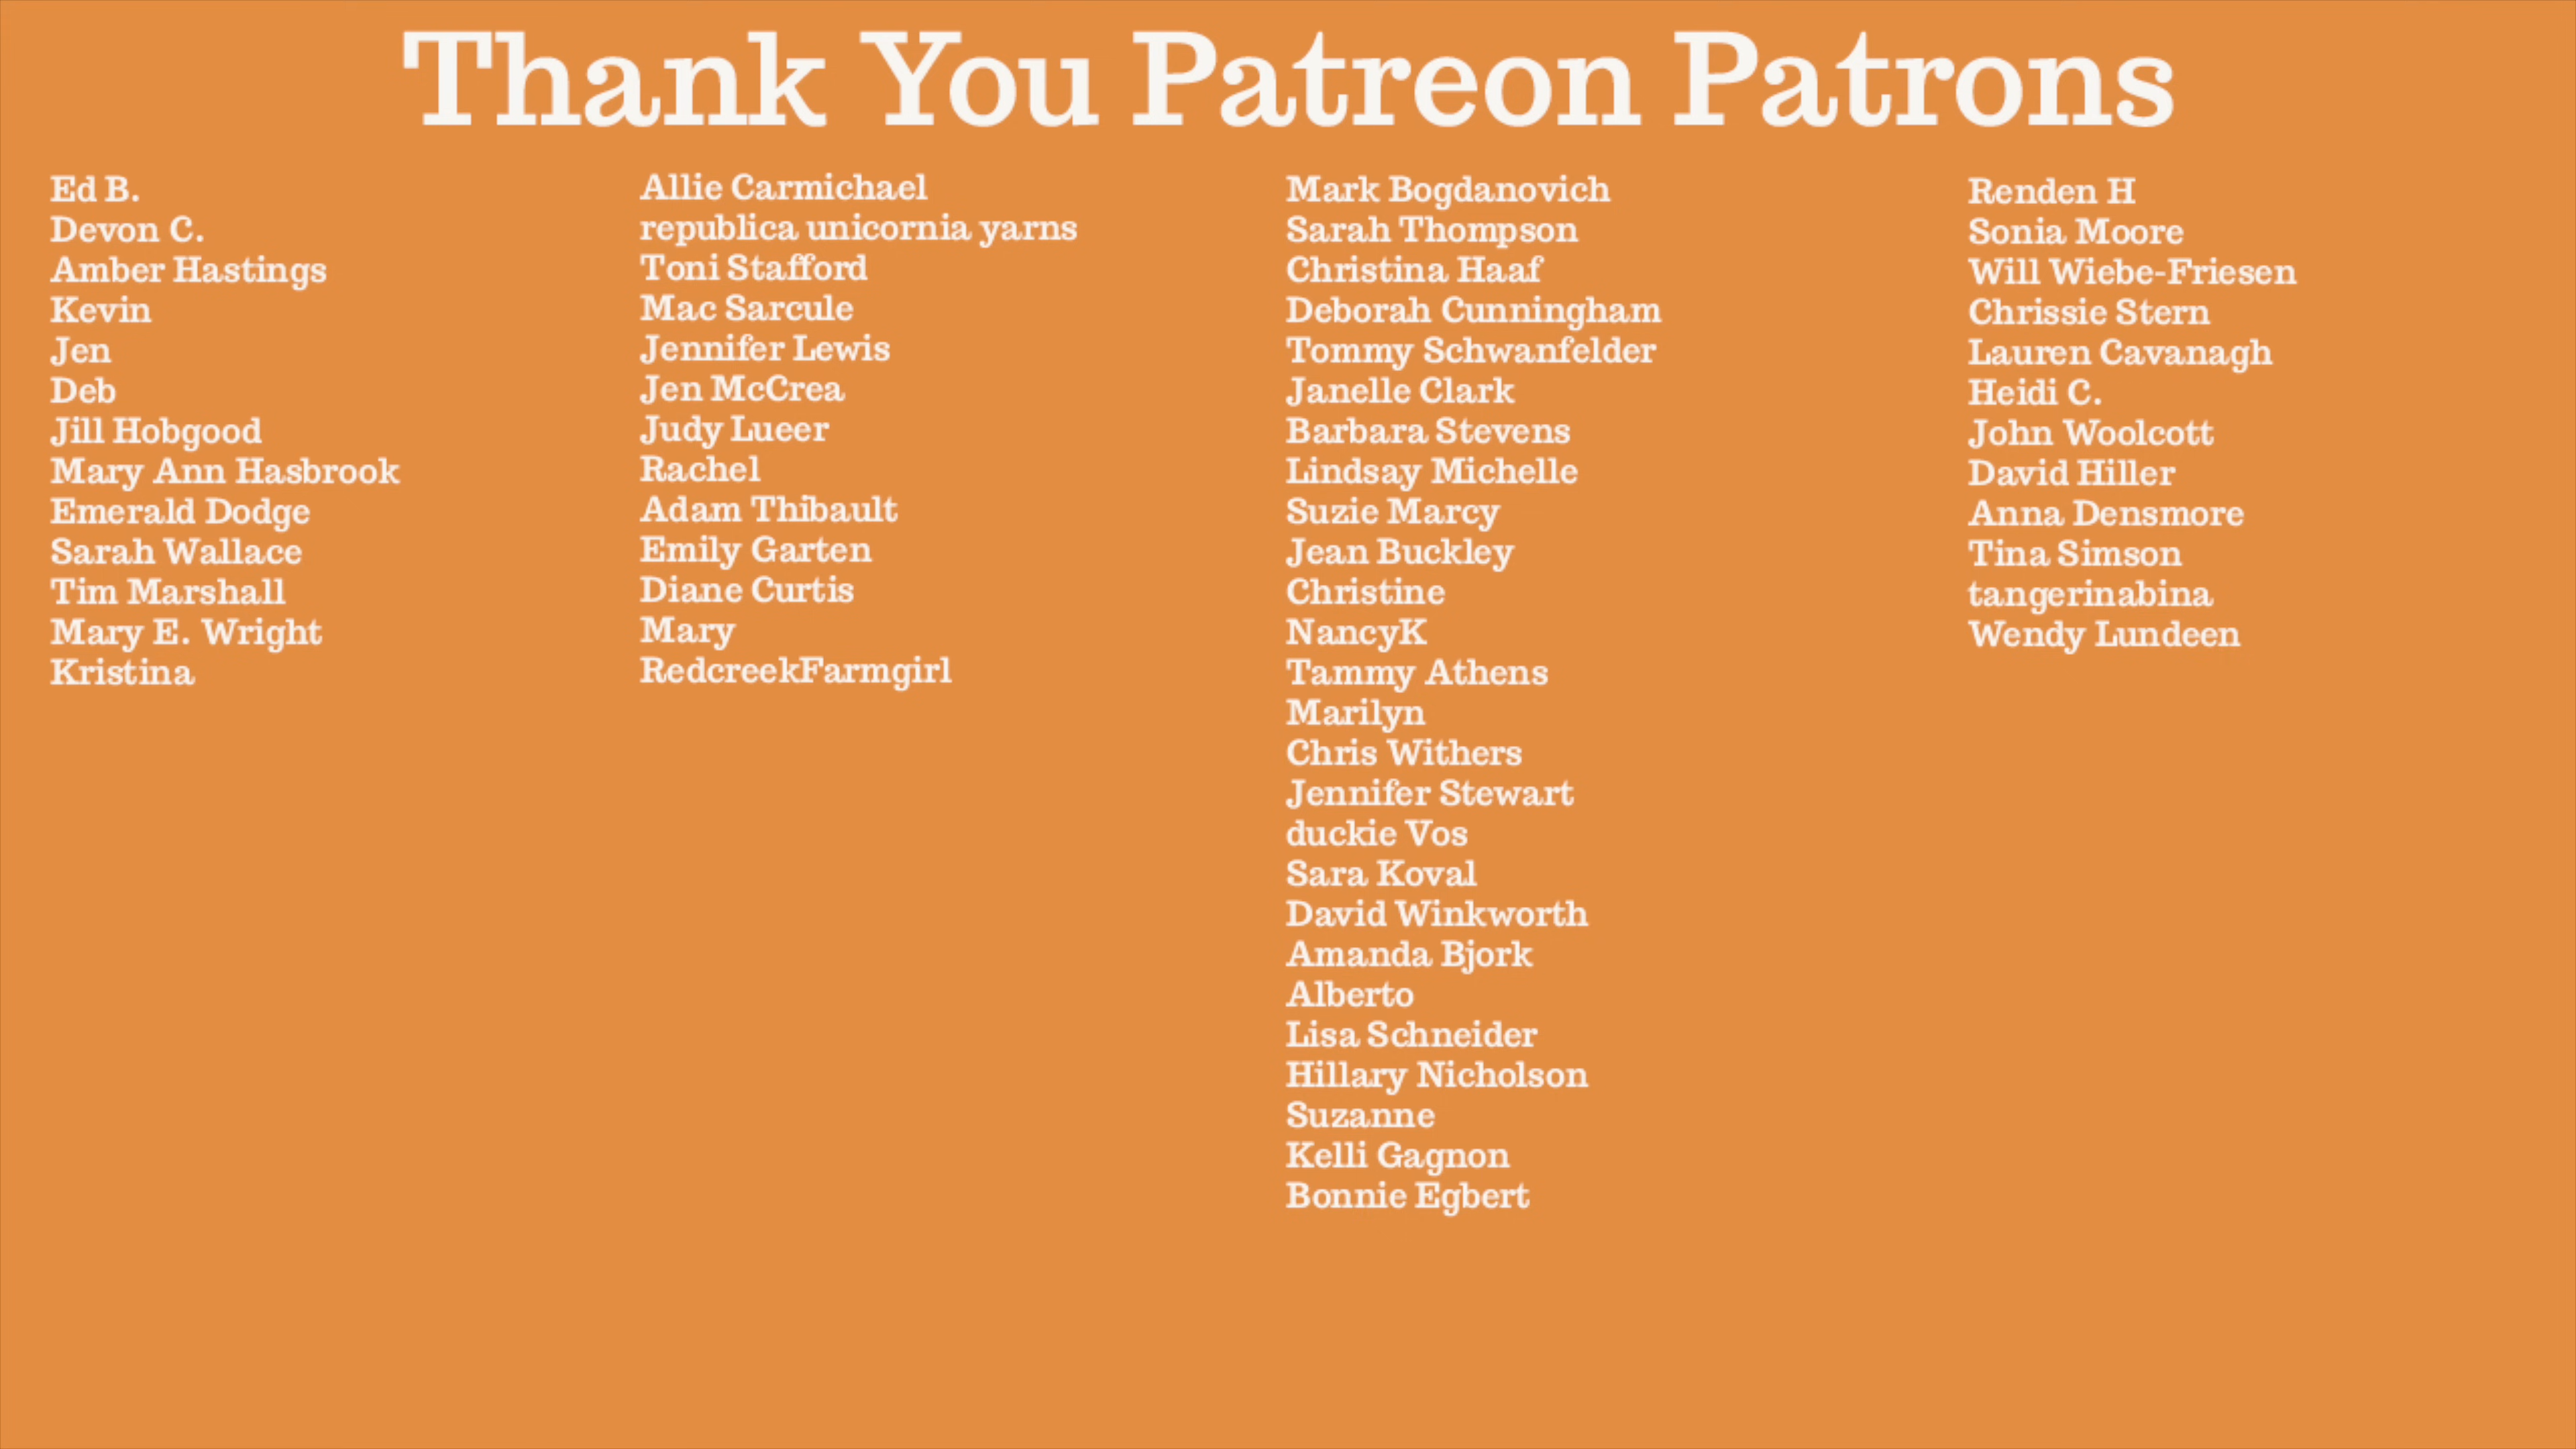 Thank You Patreon Patrons
Ed B.
Devon C.
Amber Hastings
Kevin
Jen
Deb
Jill Hobgood
Mary Ann Hasbrook
Emerald Dodge
Sarah Wallace
Tim Marshall
Mary E. Wright
Kristina
Allie Carmichael
republica unicornia yarns
Toni Stafford
Mac Sarcule
Jennifer Lewis
Jen McCrea
Judy Lueer
Rachel
Adam Thibault
Emily Garten
Diane Curtis
Mary
RedcreekFarmgirl
Mark Bogdanovich
Sarah Thompson
Christina Haaf
Deborah Cunningham
Tommy Schwanfelder
Janelle Clark
Barbara Stevens
Lindsay Michelle
Suzie Marcy
Jean Buckley
Christine
NancyK
Tammy Athens
Marilyn
Chris Withers
Jennifer Stewart
duckie Vos
Sara Koval
David Winkworth
Amanda Bjork
Alberto
Lisa Schneider
Hillary Nicholson
Suzanne
Kelli Gagnon
Bonnie Egbert
Renden H
Sonia Moore
Will Wiebe-Friesen
Chrissie Stern
Lauren Cavanagh
Heidi C.
John Woolcott
David Hiller
Anna Densmore
Tina Simson
tangerinabina
Wendy Lundeen